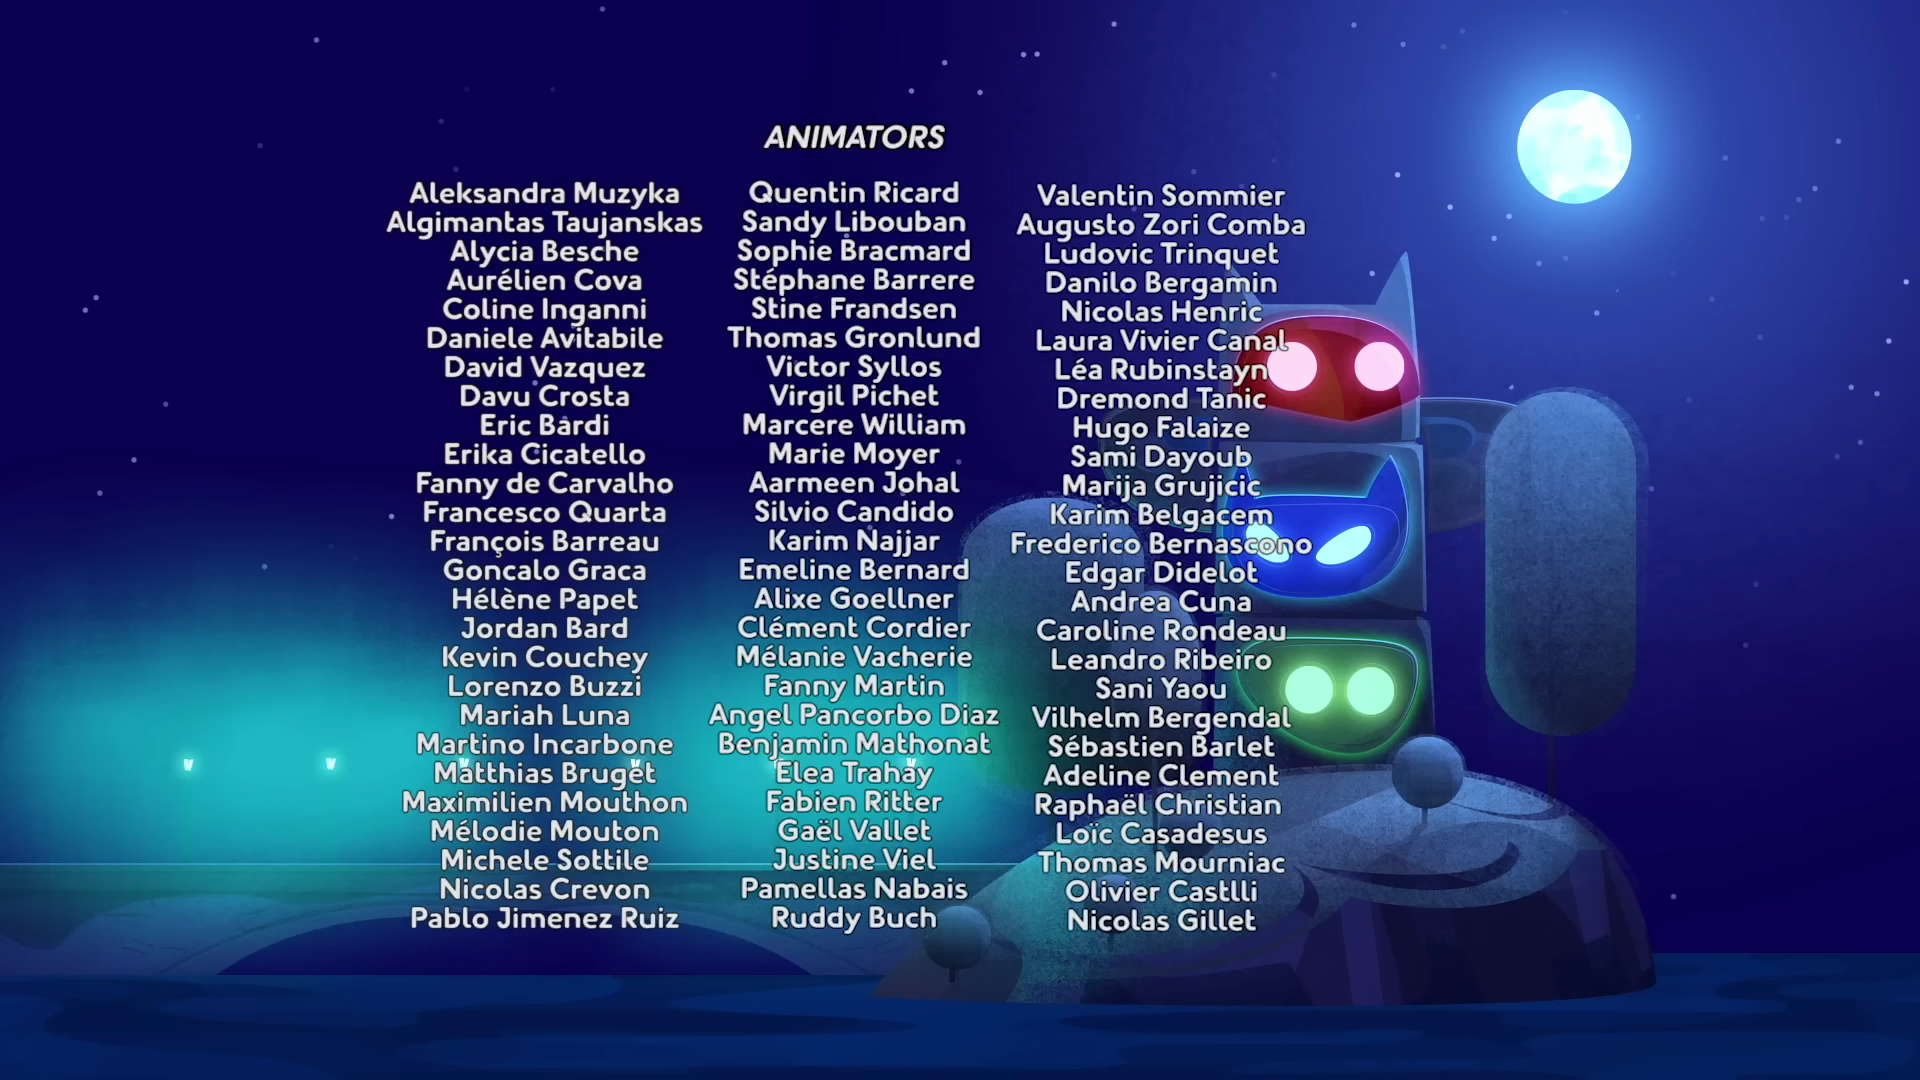 ANIMATORS
Aleksandra Muzyka
Algimantas Taujanskas
Alycia Besche
Aurélien Cova
Coline Inganni
Daniele Avitabile
David Vazquez
Davu Crosta
Eric Bardi
Erika Cicatello
Fanny de Carvalho
Francesco Quarta
François Barreau
Goncalo Graca
Hélène Papet
Jordan Bard
Kevin Couchey
Lorenzo Buzzi
Mariah Luna
Martino Incarbone
Matthias Bruget
Maximilien Mouthon
Mélodie Mouton
Michele Sottile
Nicolas Crevon
Pablo Jimenez Ruiz
Quentin Ricard
Sandy Libouban
Sophie Bracmard
Stéphane Barrere
Stine Frandsen
Thomas Gronlund
Victor Syllos
Virgil Pichet
Marcere William
Marie Moyer
Aarmeen Johal
Silvio Candido
Karim Najjar
Emeline Bernard
Alixe Goellner
Clément Cordier
Mélanie Vacherie
Fanny Martin
Angel Pancorbo Diaz
Benjamin Mathonat
Elea Trahay
Fabien Ritter
Gaël Vallet
Justine Viel
Pamellas Nabais
Ruddy Buch
Valentin Sommier
Augusto Zori Comba
Ludovic Trinquet
Danilo Bergamin
Nicolas Henric
Laura Vivier Canal
Léa Rubinstayn
Dremond Tanic
Hugo Falaize
Sami Dayoub
Marija Grujicic
Karim Belgacem
Frederico Bernascono
Edgar Didelot
Andrea Cuna
Caroline Rondeau
Leandro Ribeiro
Sani Yaou
Vilhelm Bergendal
Sébastien Barlet
Adeline Clement
Raphaël Christian
Loïc Casadesus
Thomas Mourniac
Olivier Castlli
Nicolas Gillet